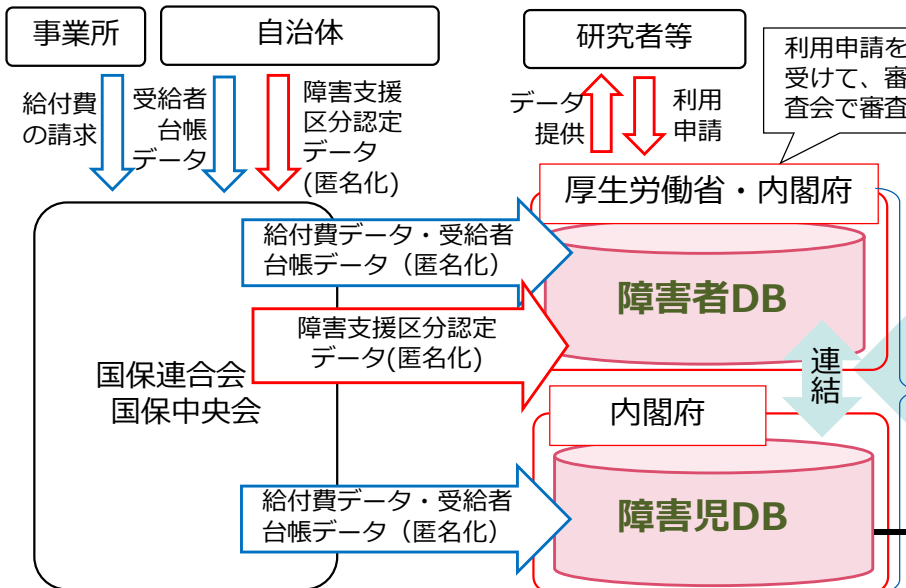 事業所
自治体
研究者等
利用申請を
受けて、審
査会で審査
給付費
の請求
受給者
台帳
データ
障害支援
区分認定
データ
(匿名化)
データ
提供
利用
申請
厚生労働省・内閣府
給付費データ・受給者
台帳データ（匿名化）
障害者DB
障害支援区分認定
データ(匿名化)
国保連合会
国保中央会
連結
内閣府
給付費データ・受給者
台帳データ（匿名化）
障害児DB